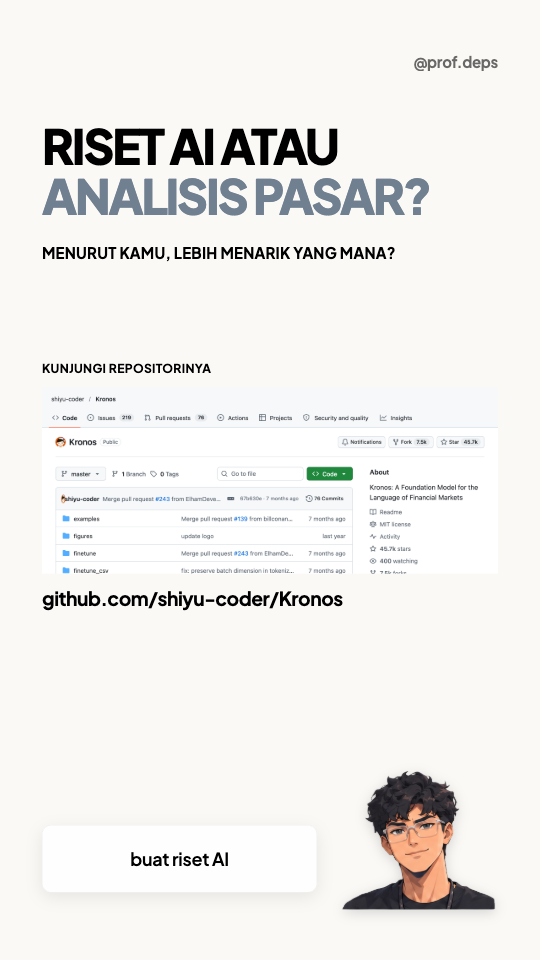 @prof.deps
RISET AI ATAU
ANALISIS PASAR?
MENURUT KAMU, LEBIH MENARIK YANG MANA?
KUNJUNGI REPOSITORINYA
shiyu-coder / Kronos
Code Issues 219 Pull requests 76 Actions Projects Security and quality Insights
Kronos Public
Notifications Fork 7.5k Star 45.7k
master 1 Branch 0 Tags Go to file Code
About
shiyu-coder Merge pull request #243 from ElhamDeva... 67b630e · 7 months ago 76 Commits
Kronos: A Foundation Model for the
Language of Financial Markets
examples Merge pull request #139 from billconan... 7 months ago
figures update logo last year
finetune Merge pull request #243 from ElhamDe... 7 months ago
finetune_csv fix: preserve batch dimension in tokeniz... 7 months ago
Readme
MIT license
Activity
45.7k stars
400 watching
7.5k forks
github.com/shiyu-coder/Kronos
buat riset AI